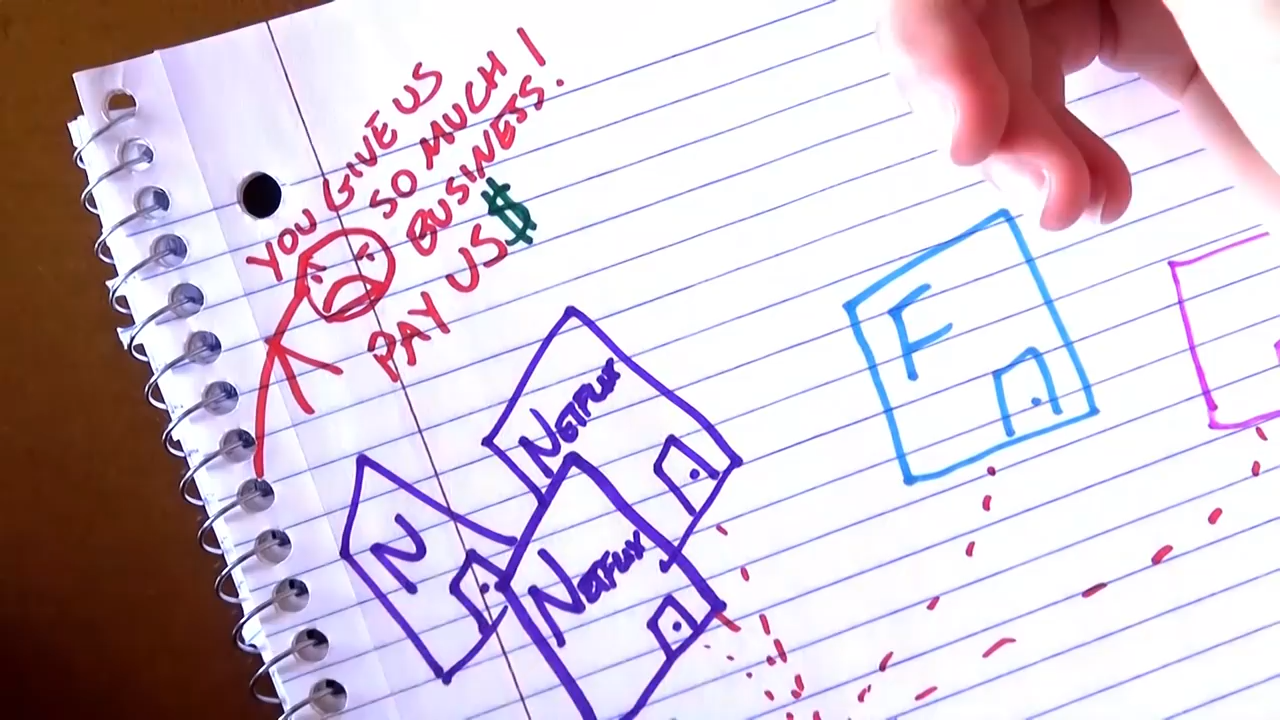 YOU GIVE US
SO MUCH
BUSINESS!
PAY US $
NETFLIX
N
NETFLIX
F